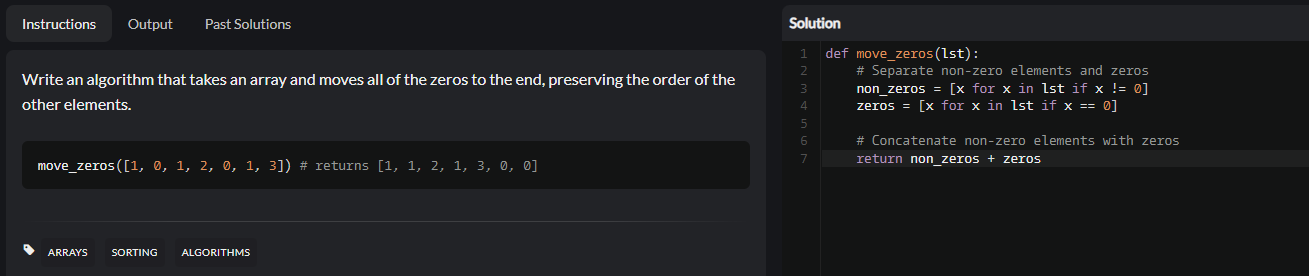 Instructions Output Past Solutions
Write an algorithm that takes an array and moves all of the zeros to the end, preserving the order of the
other elements.
move_zeros([1, 0, 1, 2, 0, 1, 3]) # returns [1, 1, 2, 1, 3, 0, 0]
ARRAYS SORTING ALGORITHMS
Solution
1 def move_zeros(lst):
2     # Separate non-zero elements and zeros
3     non_zeros = [x for x in lst if x != 0]
4     zeros = [x for x in lst if x == 0]
5
6     # Concatenate non-zero elements with zeros
7     return non_zeros + zeros